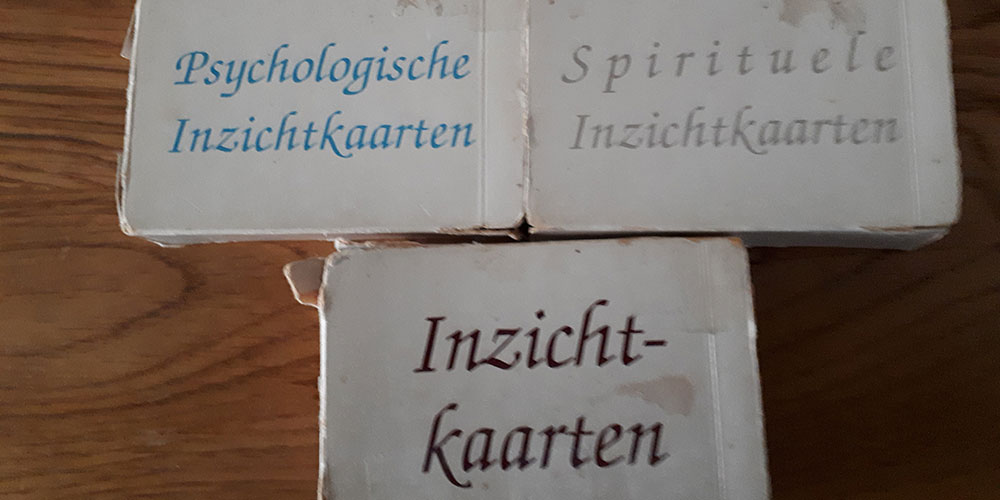 Psychologische
Inzichtkaarten
Spirituele
Inzichtkaarten
Inzicht-
kaarten